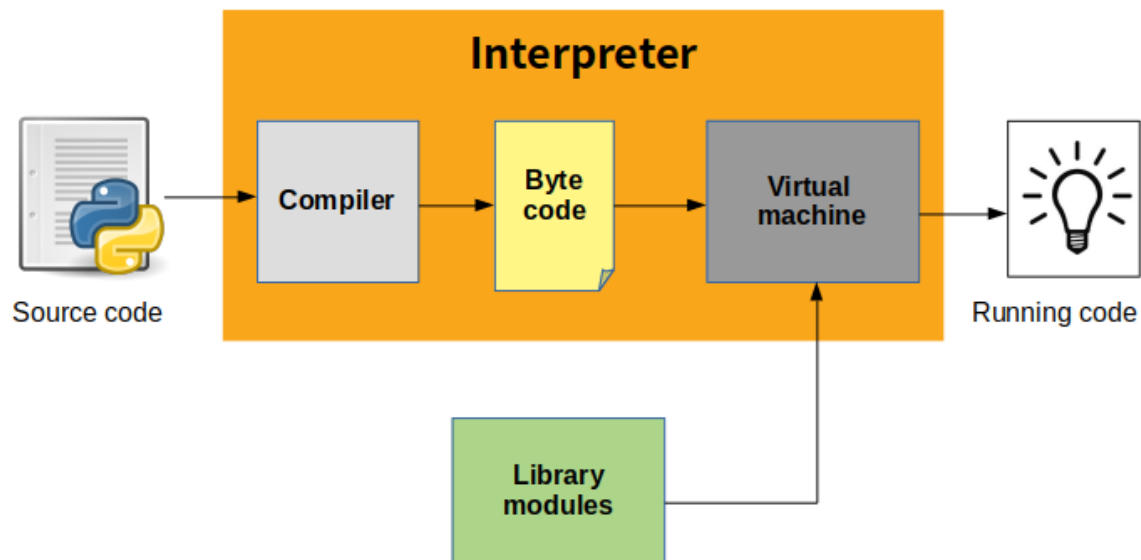 Interpreter
Source code
Compiler
Byte
code
Virtual
machine
Running code
Library
modules